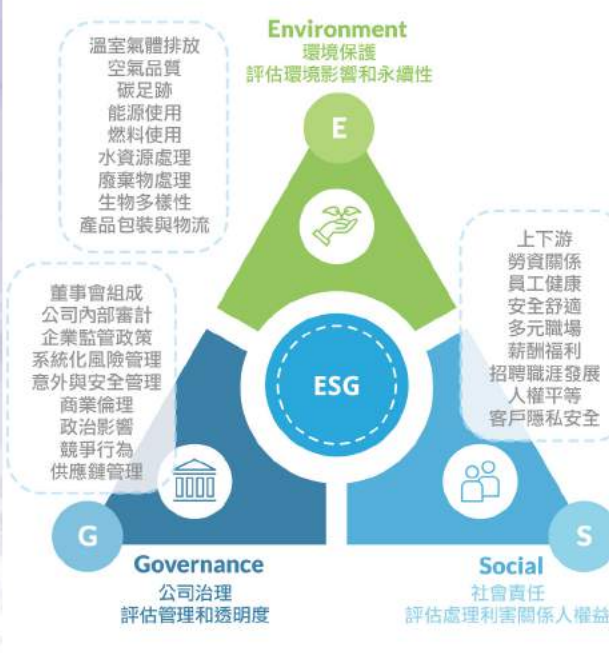 Environment
環境保護
評估環境影響和永續性
溫室氣體排放
空氣品質
碳足跡
能源使用
燃料使用
水資源處理
廢棄物處理
生物多樣性
產品包裝與物流
E
上下游
勞資關係
員工健康
安全舒適
多元職場
薪酬福利
招聘職涯發展
人權平等
客戶隱私安全
董事會組成
公司內部審計
企業監管政策
系統化風險管理
意外與安全管理
商業倫理
政治影響
競爭行為
供應鏈管理
ESG
G
S
Governance
公司治理
評估管理和透明度
Social
社會責任
評估處理利害關係人權益